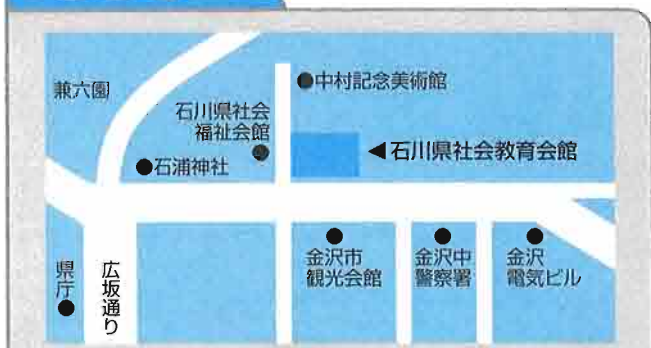 兼六園
●中村記念美術館
石川県社会
福祉会館
●石浦神社
◀石川県社会教育会館
県庁
広坂通り
金沢市
観光会館
金沢中
警察署
金沢
電気ビル